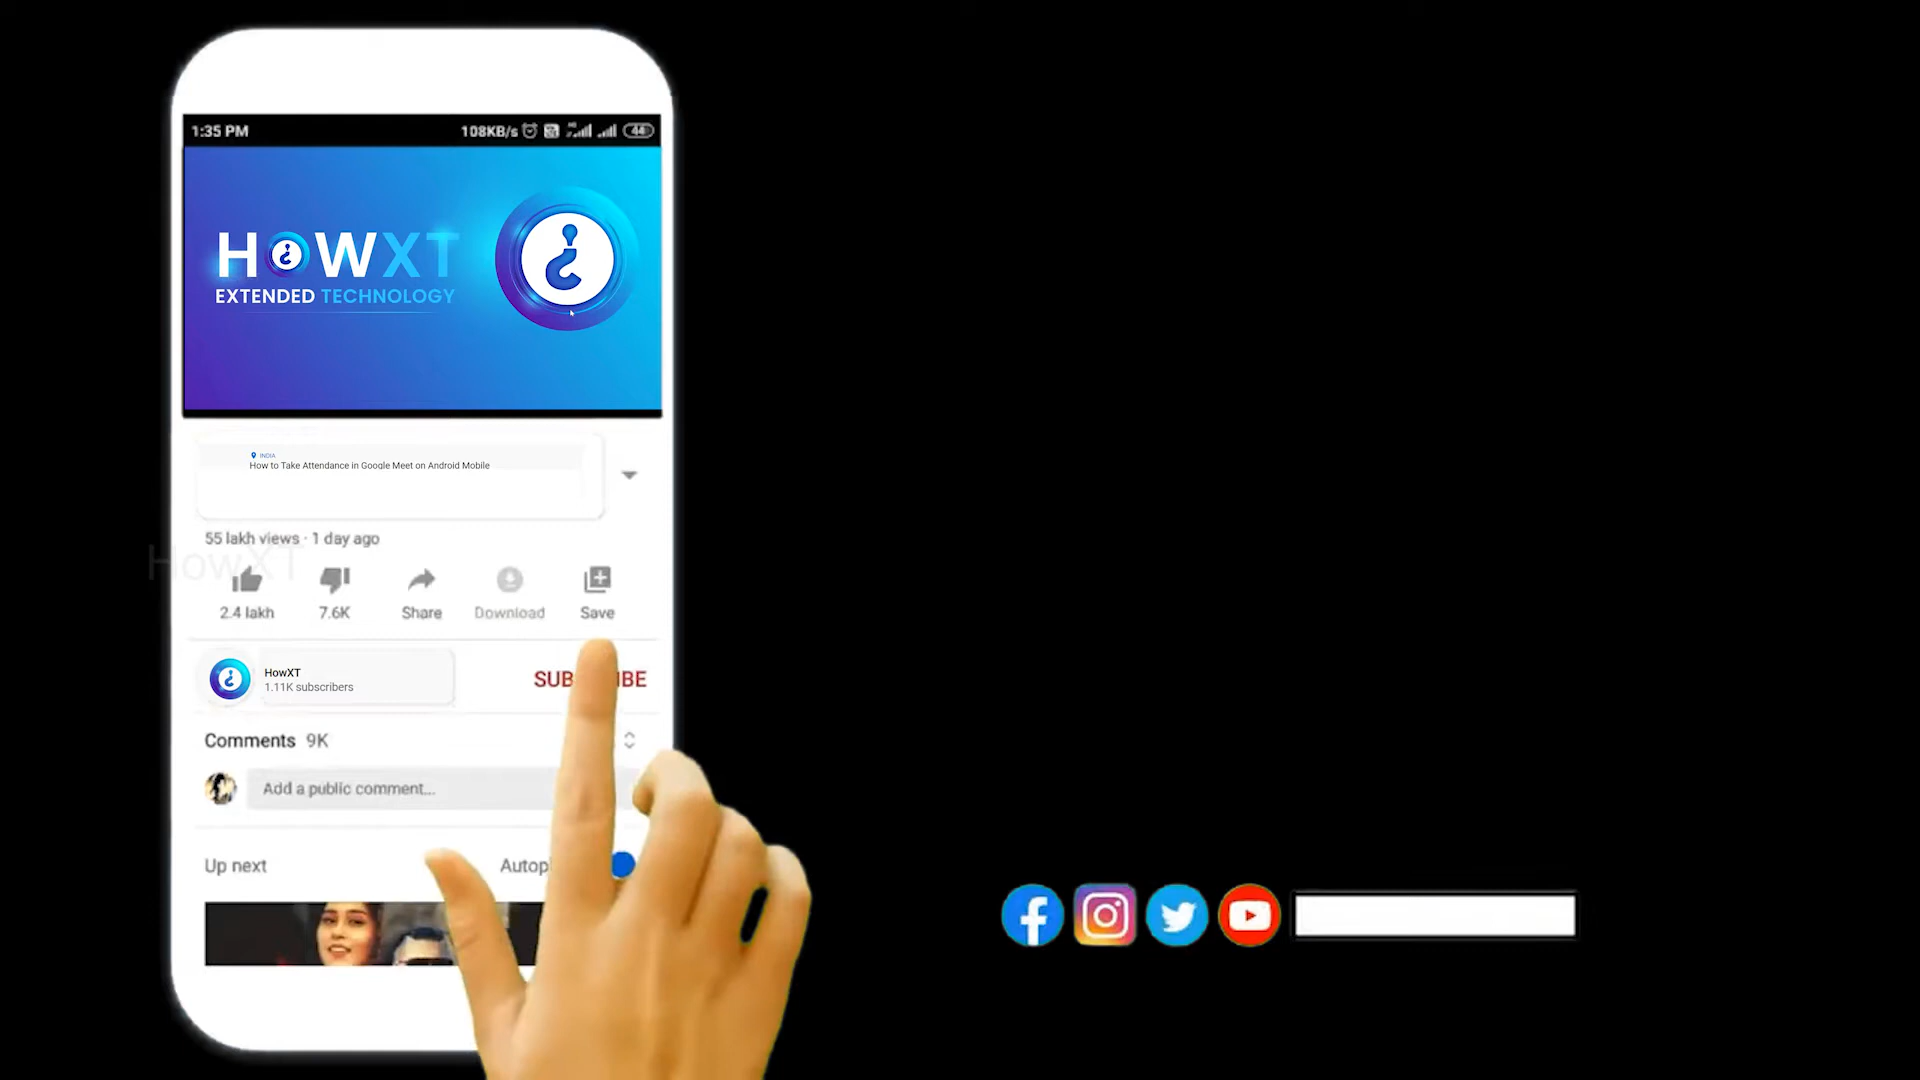 1:35 PM 108KB/s 44
HOWXT
EXTENDED TECHNOLOGY
INDIA
How to Take Attendance in Google Meet on Android Mobile
55 lakh views · 1 day ago
HowXT
2.4 lakh 7.6K Share Download Save
HowXT
1.11K subscribers
Comments 9K
Add a public comment...
Up next